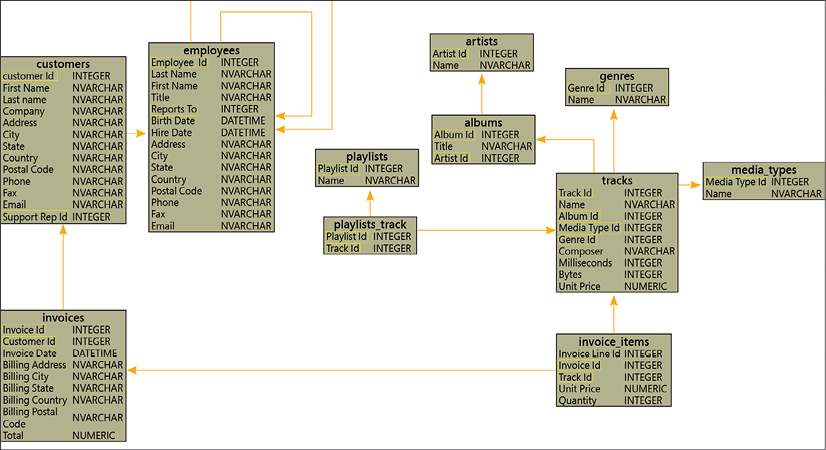 customers
customer Id INTEGER
First Name NVARCHAR
Last name NVARCHAR
Company NVARCHAR
Address NVARCHAR
City NVARCHAR
State NVARCHAR
Country NVARCHAR
Postal Code NVARCHAR
Phone NVARCHAR
Fax NVARCHAR
Email NVARCHAR
Support Rep Id INTEGER
employees
Employee Id INTEGER
Last Name NVARCHAR
First Name NVARCHAR
Title NVARCHAR
Reports To INTEGER
Birth Date DATETIME
Hire Date DATETIME
Address NVARCHAR
City NVARCHAR
State NVARCHAR
Country NVARCHAR
Postal Code NVARCHAR
Phone NVARCHAR
Fax NVARCHAR
Email NVARCHAR
artists
Artist Id INTEGER
Name NVARCHAR
genres
Genre Id INTEGER
Name NVARCHAR
albums
Album Id INTEGER
Title NVARCHAR
Artist Id INTEGER
playlists
Playlist Id INTEGER
Name NVARCHAR
media_types
Media Type Id INTEGER
Name NVARCHAR
tracks
Track Id INTEGER
Name NVARCHAR
Album Id INTEGER
Media Type Id INTEGER
Genre Id INTEGER
Composer NVARCHAR
Milliseconds INTEGER
Bytes INTEGER
Unit Price NUMERIC
playlists_track
Playlist Id INTEGER
Track Id INTEGER
invoices
Invoice Id INTEGER
Customer Id INTEGER
Invoice Date DATETIME
Billing Address NVARCHAR
Billing City NVARCHAR
Billing State NVARCHAR
Billing Country NVARCHAR
Billing Postal
Code NVARCHAR
Total NUMERIC
invoice_items
Invoice Line Id INTEGER
Invoice Id INTEGER
Track Id INTEGER
Unit Price NUMERIC
Quantity INTEGER